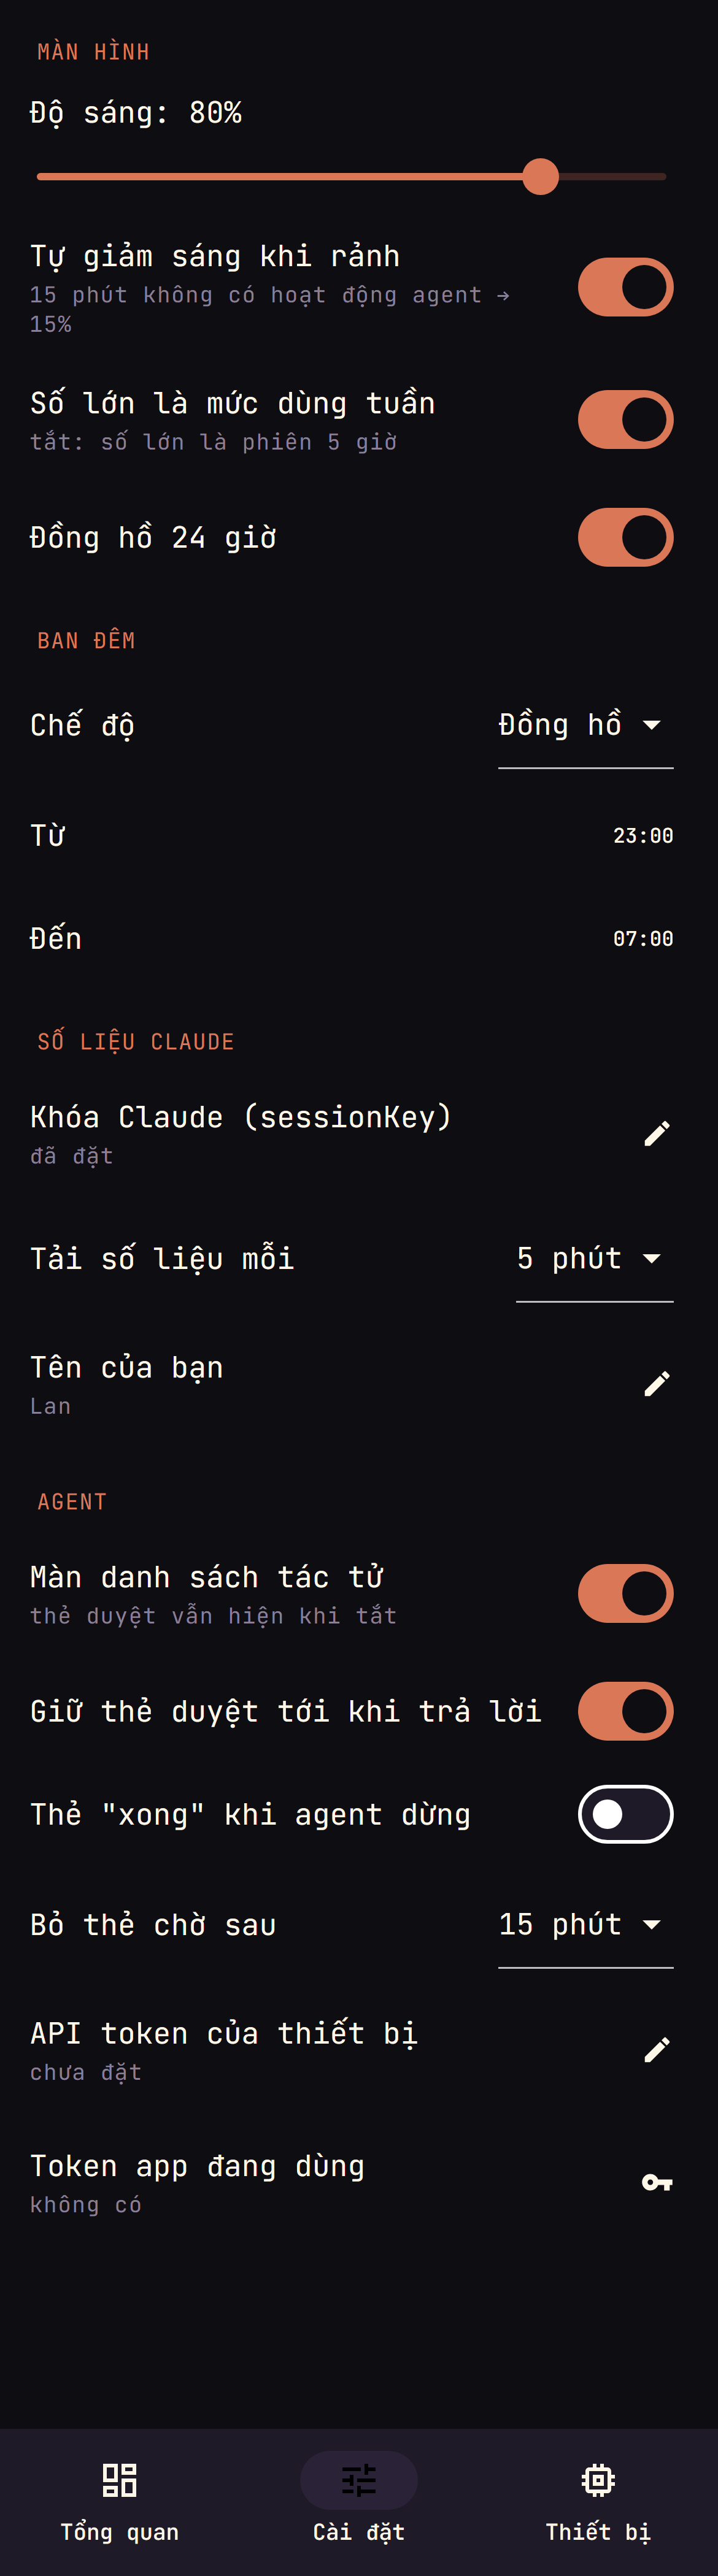 MÀN HÌNH
Độ sáng: 80%
Tự giảm sáng khi rảnh
15 phút không có hoạt động agent →
15%
Số lớn là mức dùng tuần
tắt: số lớn là phiên 5 giờ
Đồng hồ 24 giờ
BAN ĐÊM
Chế độ
Đồng hồ
Từ
23:00
Đến
07:00
SỐ LIỆU CLAUDE
Khóa Claude (sessionKey)
đã đặt
Tải số liệu mỗi
5 phút
Tên của bạn
Lan
AGENT
Màn danh sách tác tử
thẻ duyệt vẫn hiện khi tắt
Giữ thẻ duyệt tới khi trả lời
Thẻ "xong" khi agent dừng
Bỏ thẻ chờ sau
15 phút
API token của thiết bị
chưa đặt
Token app đang dùng
không có
Tổng quan
Cài đặt
Thiết bị